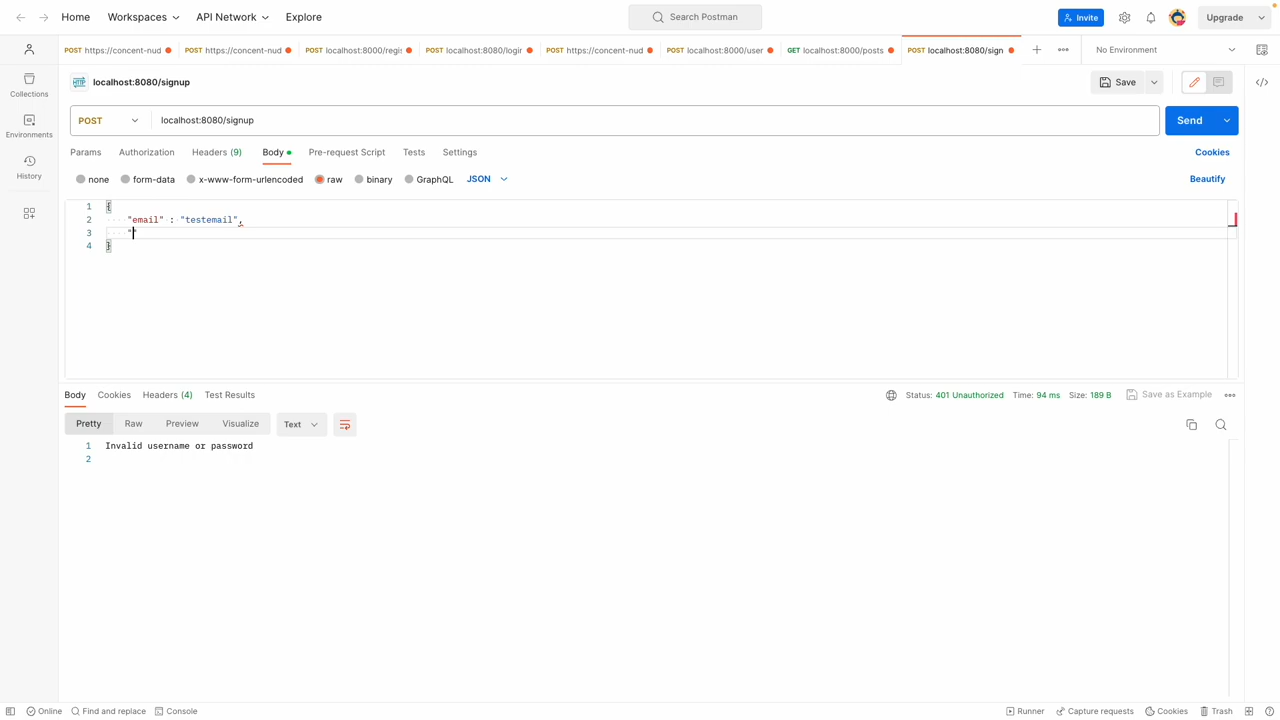 Home Workspaces API Network Explore Search Postman Invite Upgrade
POST https://concent-nud POST https://concent-nud POST localhost:8000/regis POST localhost:8080/login POST https://concent-nud POST localhost:8000/user GET localhost:8000/posts POST localhost:8080/sign No Environment
HTTP localhost:8080/signup Save
Collections
Environments
History
POST localhost:8080/signup Send
Params Authorization Headers (9) Body Pre-request Script Tests Settings Cookies
none form-data x-www-form-urlencoded raw binary GraphQL JSON Beautify
1 {
2 "email" : "testemail",
3 ""
4 }
Body Cookies Headers (4) Test Results Status: 401 Unauthorized Time: 94 ms Size: 189 B Save as Example
Pretty Raw Preview Visualize Text
1 Invalid username or password
2
Online Find and replace Console Runner Capture requests Cookies Trash